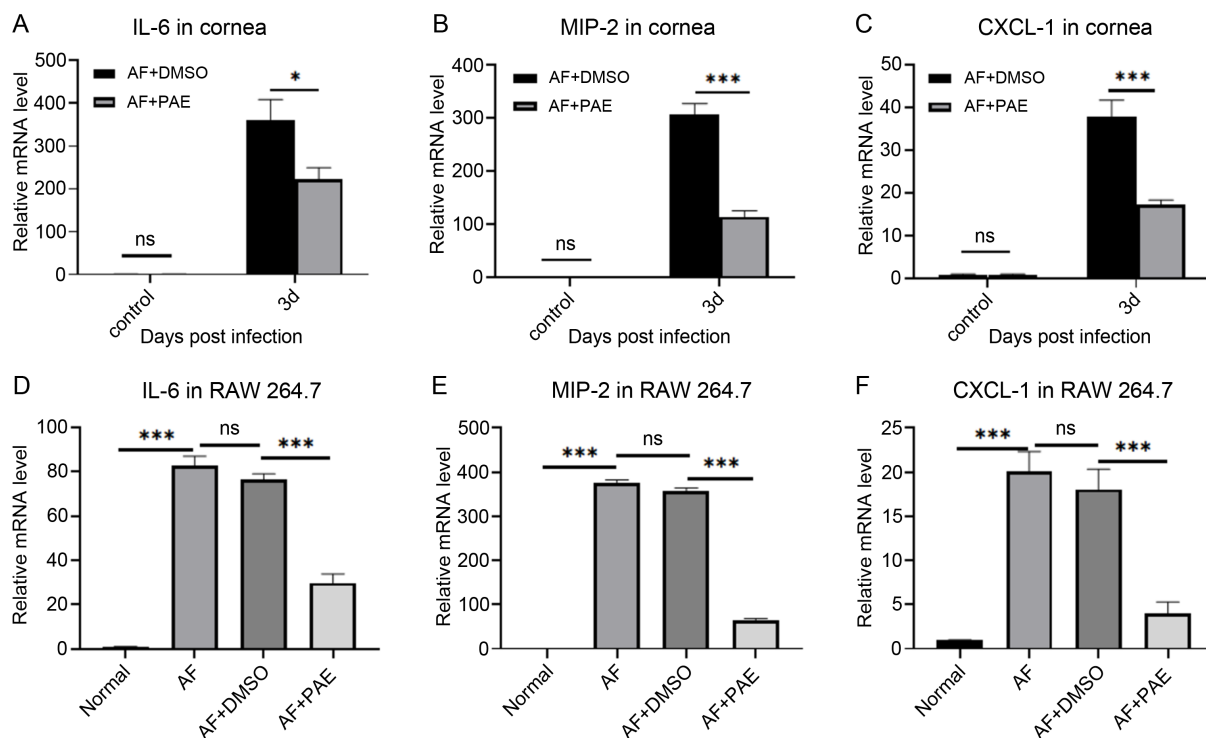 A
IL-6 in cornea
Relative mRNA level
500
400
300
200
100
0
AF+DMSO
AF+PAE
*
ns
control
3d
Days post infection
B
MIP-2 in cornea
Relative mRNA level
400
300
200
100
0
AF+DMSO
AF+PAE
***
ns
control
3d
Days post infection
C
CXCL-1 in cornea
Relative mRNA level
50
40
30
20
10
0
AF+DMSO
AF+PAE
***
ns
control
3d
Days post infection
D
IL-6 in RAW 264.7
Relative mRNA level
100
80
60
40
20
0
***
ns
***
Normal
AF
AF+DMSO
AF+PAE
E
MIP-2 in RAW 264.7
Relative mRNA level
500
400
300
200
100
0
***
ns
***
Normal
AF
AF+DMSO
AF+PAE
F
CXCL-1 in RAW 264.7
Relative mRNA level
25
20
15
10
5
0
***
ns
***
Normal
AF
AF+DMSO
AF+PAE